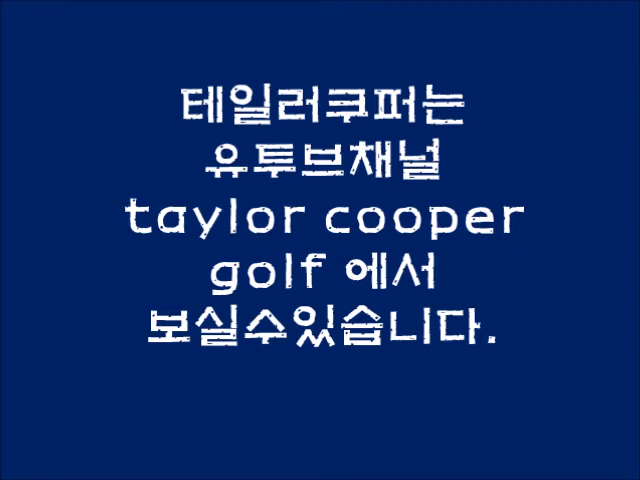 테일러쿠퍼는
유투브채널
taylor cooper
golf 에서
보실수있습니다.